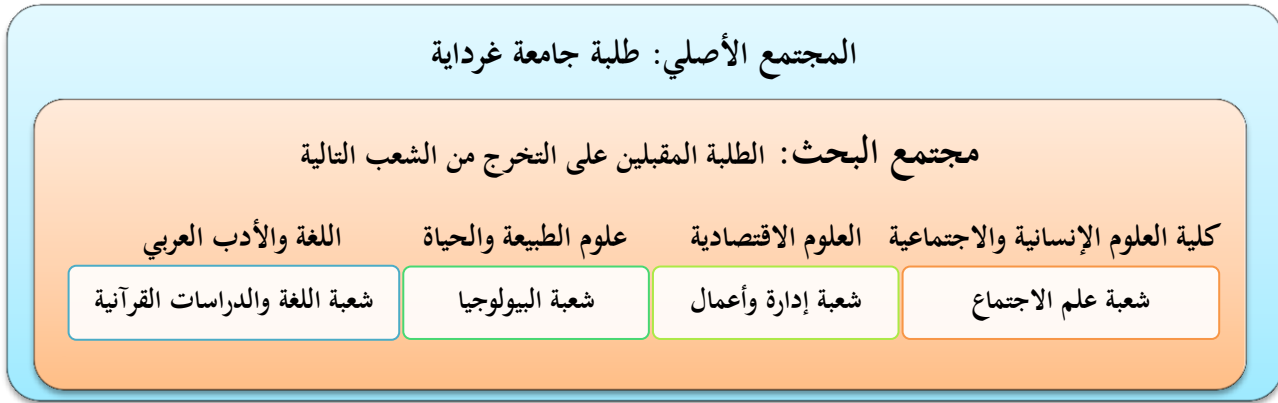 المجتمع الأصلي: طلبة جامعة غرداية
مجتمع البحث: الطلبة المقبلين على التخرج من الشعب التالية
كلية العلوم الإنسانية والاجتماعية العلوم الاقتصادية علوم الطبيعة والحياة اللغة والأدب العربي
شعبة علم الاجتماع شعبة إدارة وأعمال شعبة البيولوجيا شعبة اللغة والدراسات القرآنية